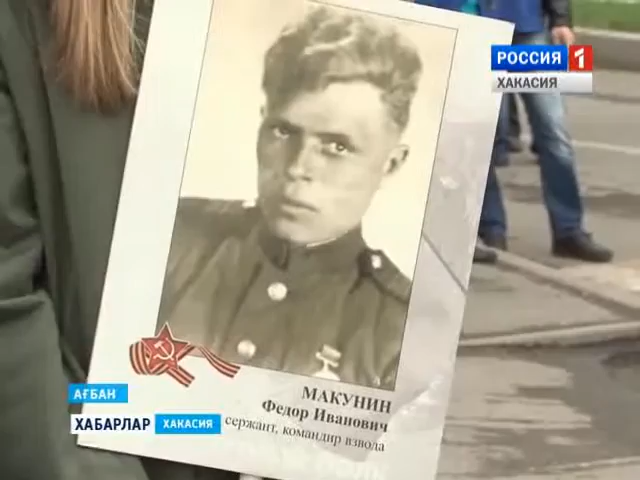 РОССИЯ 1
ХАКАСИЯ
МАКУНИН
Федор Иванович
сержант, командир взвода
АҒБАН
ХАБАРЛАР ХАКАСИЯ